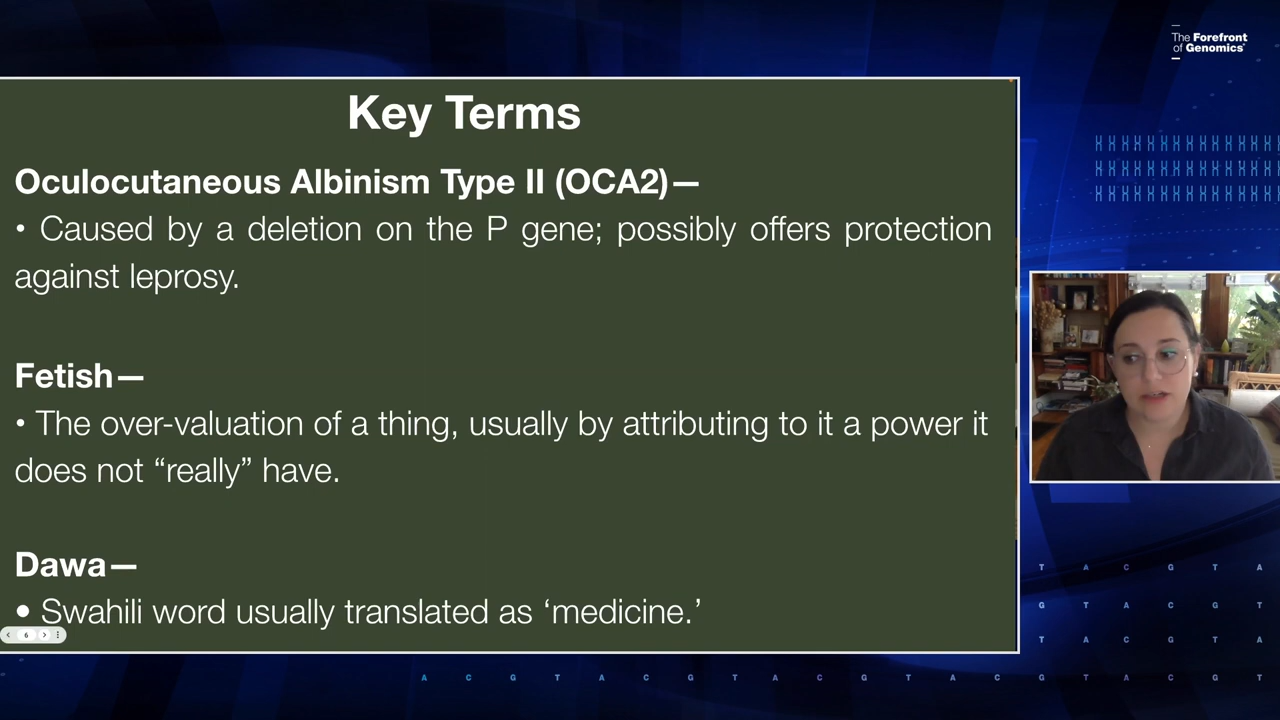 The Forefront
of Genomics®
Key Terms
Oculocutaneous Albinism Type II (OCA2)—
• Caused by a deletion on the P gene; possibly offers protection
against leprosy.
Fetish—
• The over-valuation of a thing, usually by attributing to it a power it
does not “really” have.
Dawa—
• Swahili word usually translated as ‘medicine.’
6
T A C G T A
G T A C G T
T A C G T A
A C G T A C G T A C G T A C G T A C G T